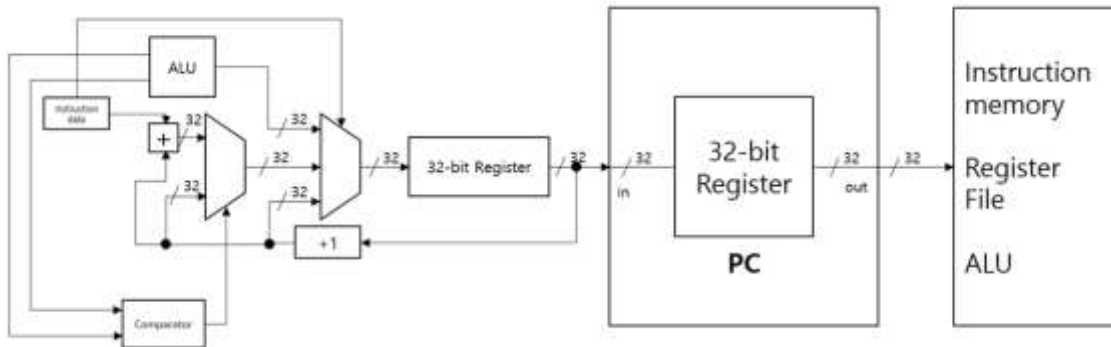 ALU
Instruction
data
+
32
32
32
32
32
32
32
32-bit Register
32
+1
Comparator
32
in
32-bit
Register
32
out
PC
32
Instruction
memory
Register
File
ALU